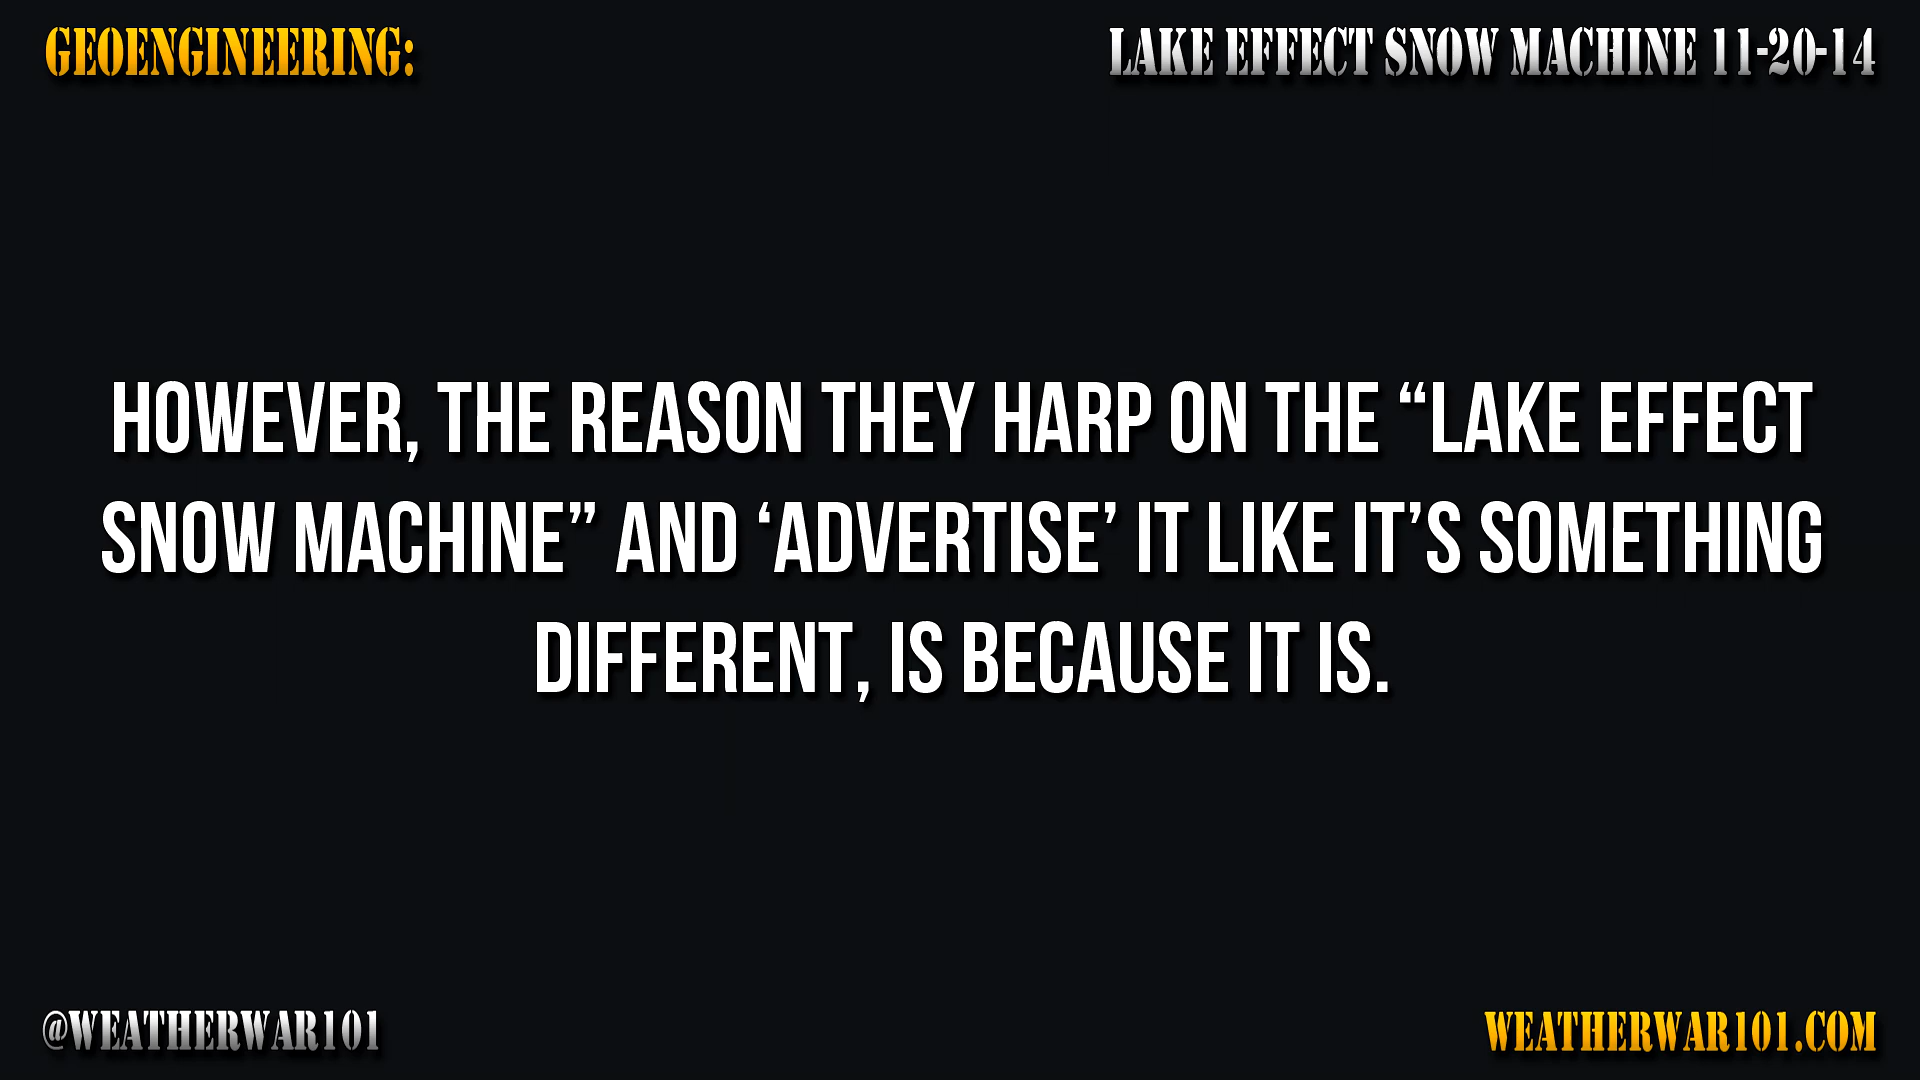 GEOENGINEERING:
LAKE EFFECT SNOW MACHINE 11-20-14
HOWEVER, THE REASON THEY HARP ON THE “LAKE EFFECT
SNOW MACHINE” AND ‘ADVERTISE’ IT LIKE IT’S SOMETHING
DIFFERENT, IS BECAUSE IT IS.
@WEATHERWAR101
WEATHERWAR101.COM